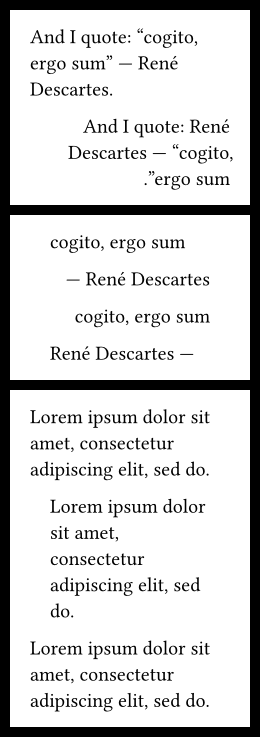 And I quote: “cogito,
ergo sum” — René
Descartes.
And I quote: René
Descartes — “cogito,
.”ergo sum
cogito, ergo sum
— René Descartes
cogito, ergo sum
René Descartes —
Lorem ipsum dolor sit
amet, consectetur
adipiscing elit, sed do.
Lorem ipsum dolor
sit amet,
consectetur
adipiscing elit, sed
do.
Lorem ipsum dolor sit
amet, consectetur
adipiscing elit, sed do.